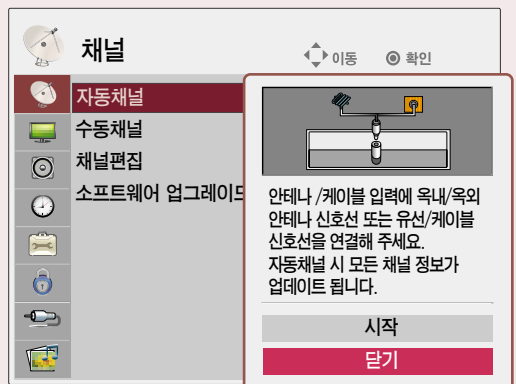 채널
이동 확인
자동채널
수동채널
채널편집
소프트웨어 업그레이드
안테나 /케이블 입력에 옥내/옥외
안테나 신호선 또는 유선/케이블
신호선을 연결해 주세요.
자동채널 시 모든 채널 정보가
업데이트 됩니다.
시작
닫기